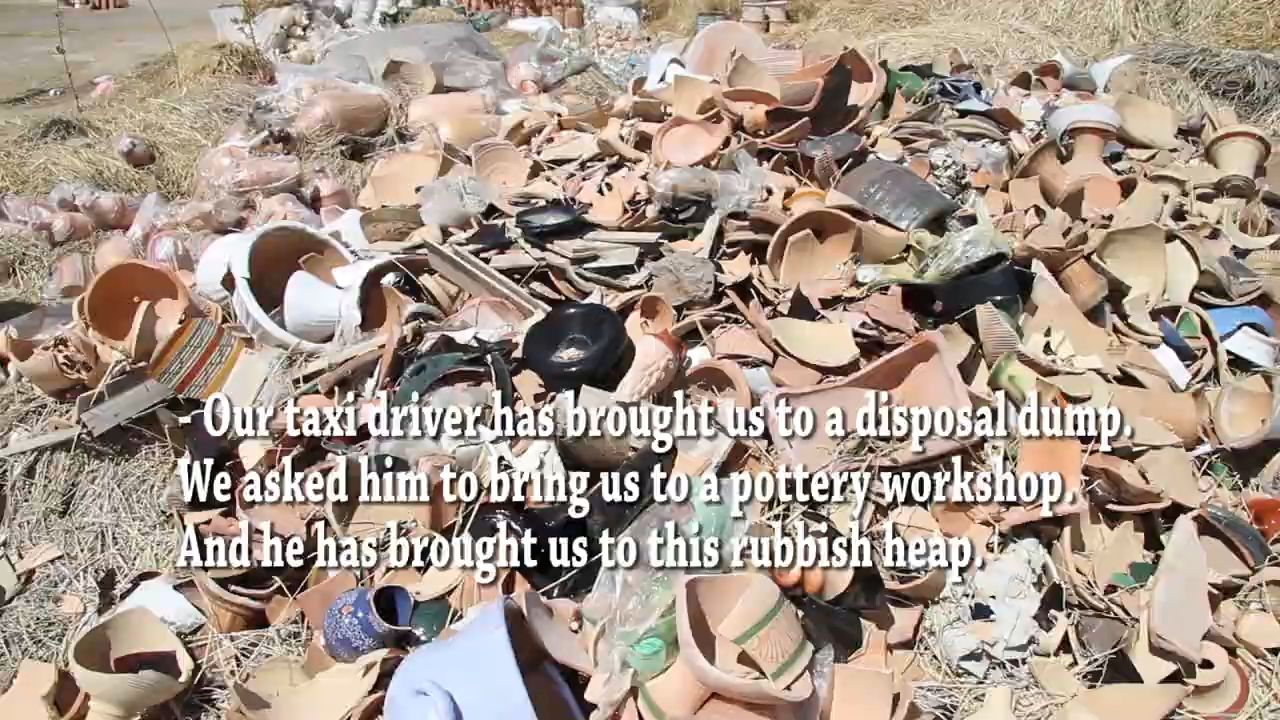 - Our taxi driver has brought us to a disposal dump.
We asked him to bring us to a pottery workshop.
And he has brought us to this rubbish heap.